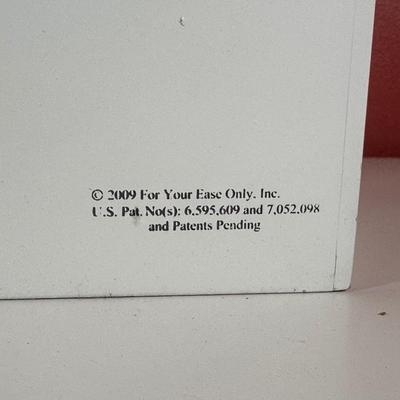 © 2009 For Your Ease Only, Inc.
U.S. Pat. No(s): 6,595,609 and 7,052,098
and Patents Pending